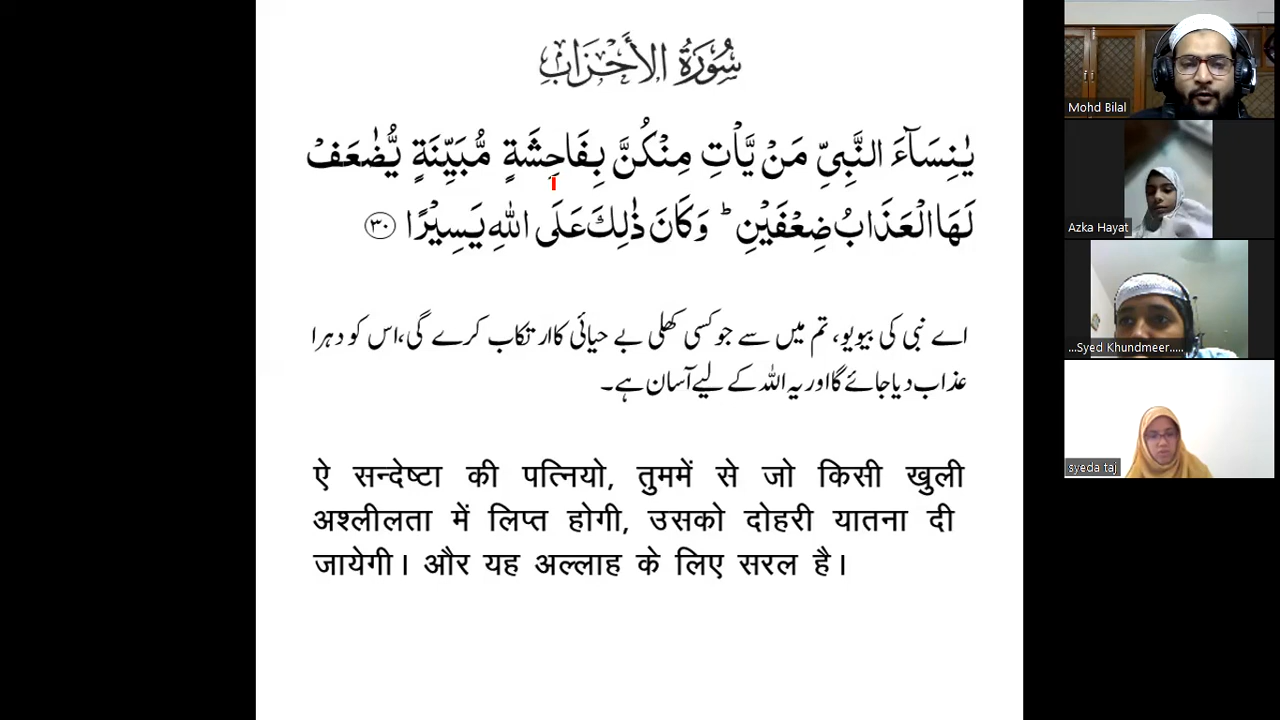 سُوْرَةُ الأَحْزَابِ
يٰنِسَآءَ النَّبِيِّ مَنْ يَّاْتِ مِنْكُنَّ بِفَاحِشَةٍ مُّبَيِّنَةٍ يُّضٰعَفْ
لَهَا الْعَذَابُ ضِعْفَيْنِ ؕ وَكَانَ ذٰلِكَ عَلَى اللهِ يَسِيْرًا ﴿۳۰﴾
اے نبی کی بیویو، تم میں سے جو کسی کھلی بے حیائی کا ارتکاب کرے گی، اس کو دہرا
عذاب دیا جائے گا اور یہ اللہ کے لیے آسان ہے۔
ऐ सन्देष्टा की पत्नियो, तुममें से जो किसी खुली
अश्लीलता में लिप्त होगी, उसको दोहरी यातना दी
जायेगी। और यह अल्लाह के लिए सरल है।
Mohd Bilal
Azka Hayat
...Syed Khundmeer.....
syeda taj